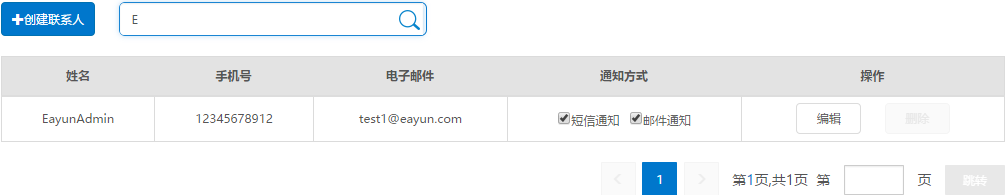 ✚创建联系人 E
姓名 手机号 电子邮件 通知方式 操作
EayunAdmin 12345678912 test1@eayun.com 短信通知 邮件通知 编辑 删除
< 1 > 第1页,共1页 第 页 跳转